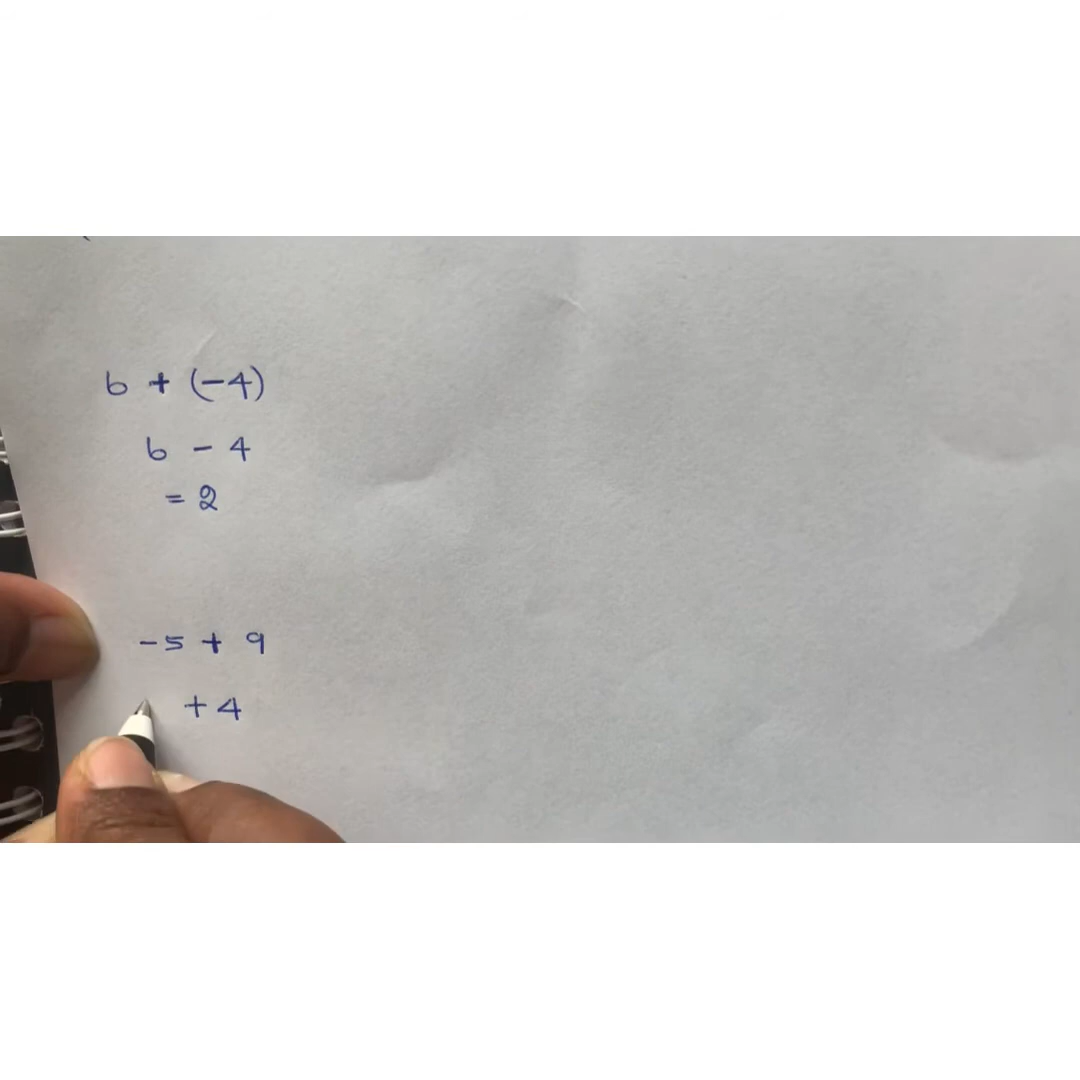 6 + (-4)
6 - 4
= 2
-5 + 9
+ 4